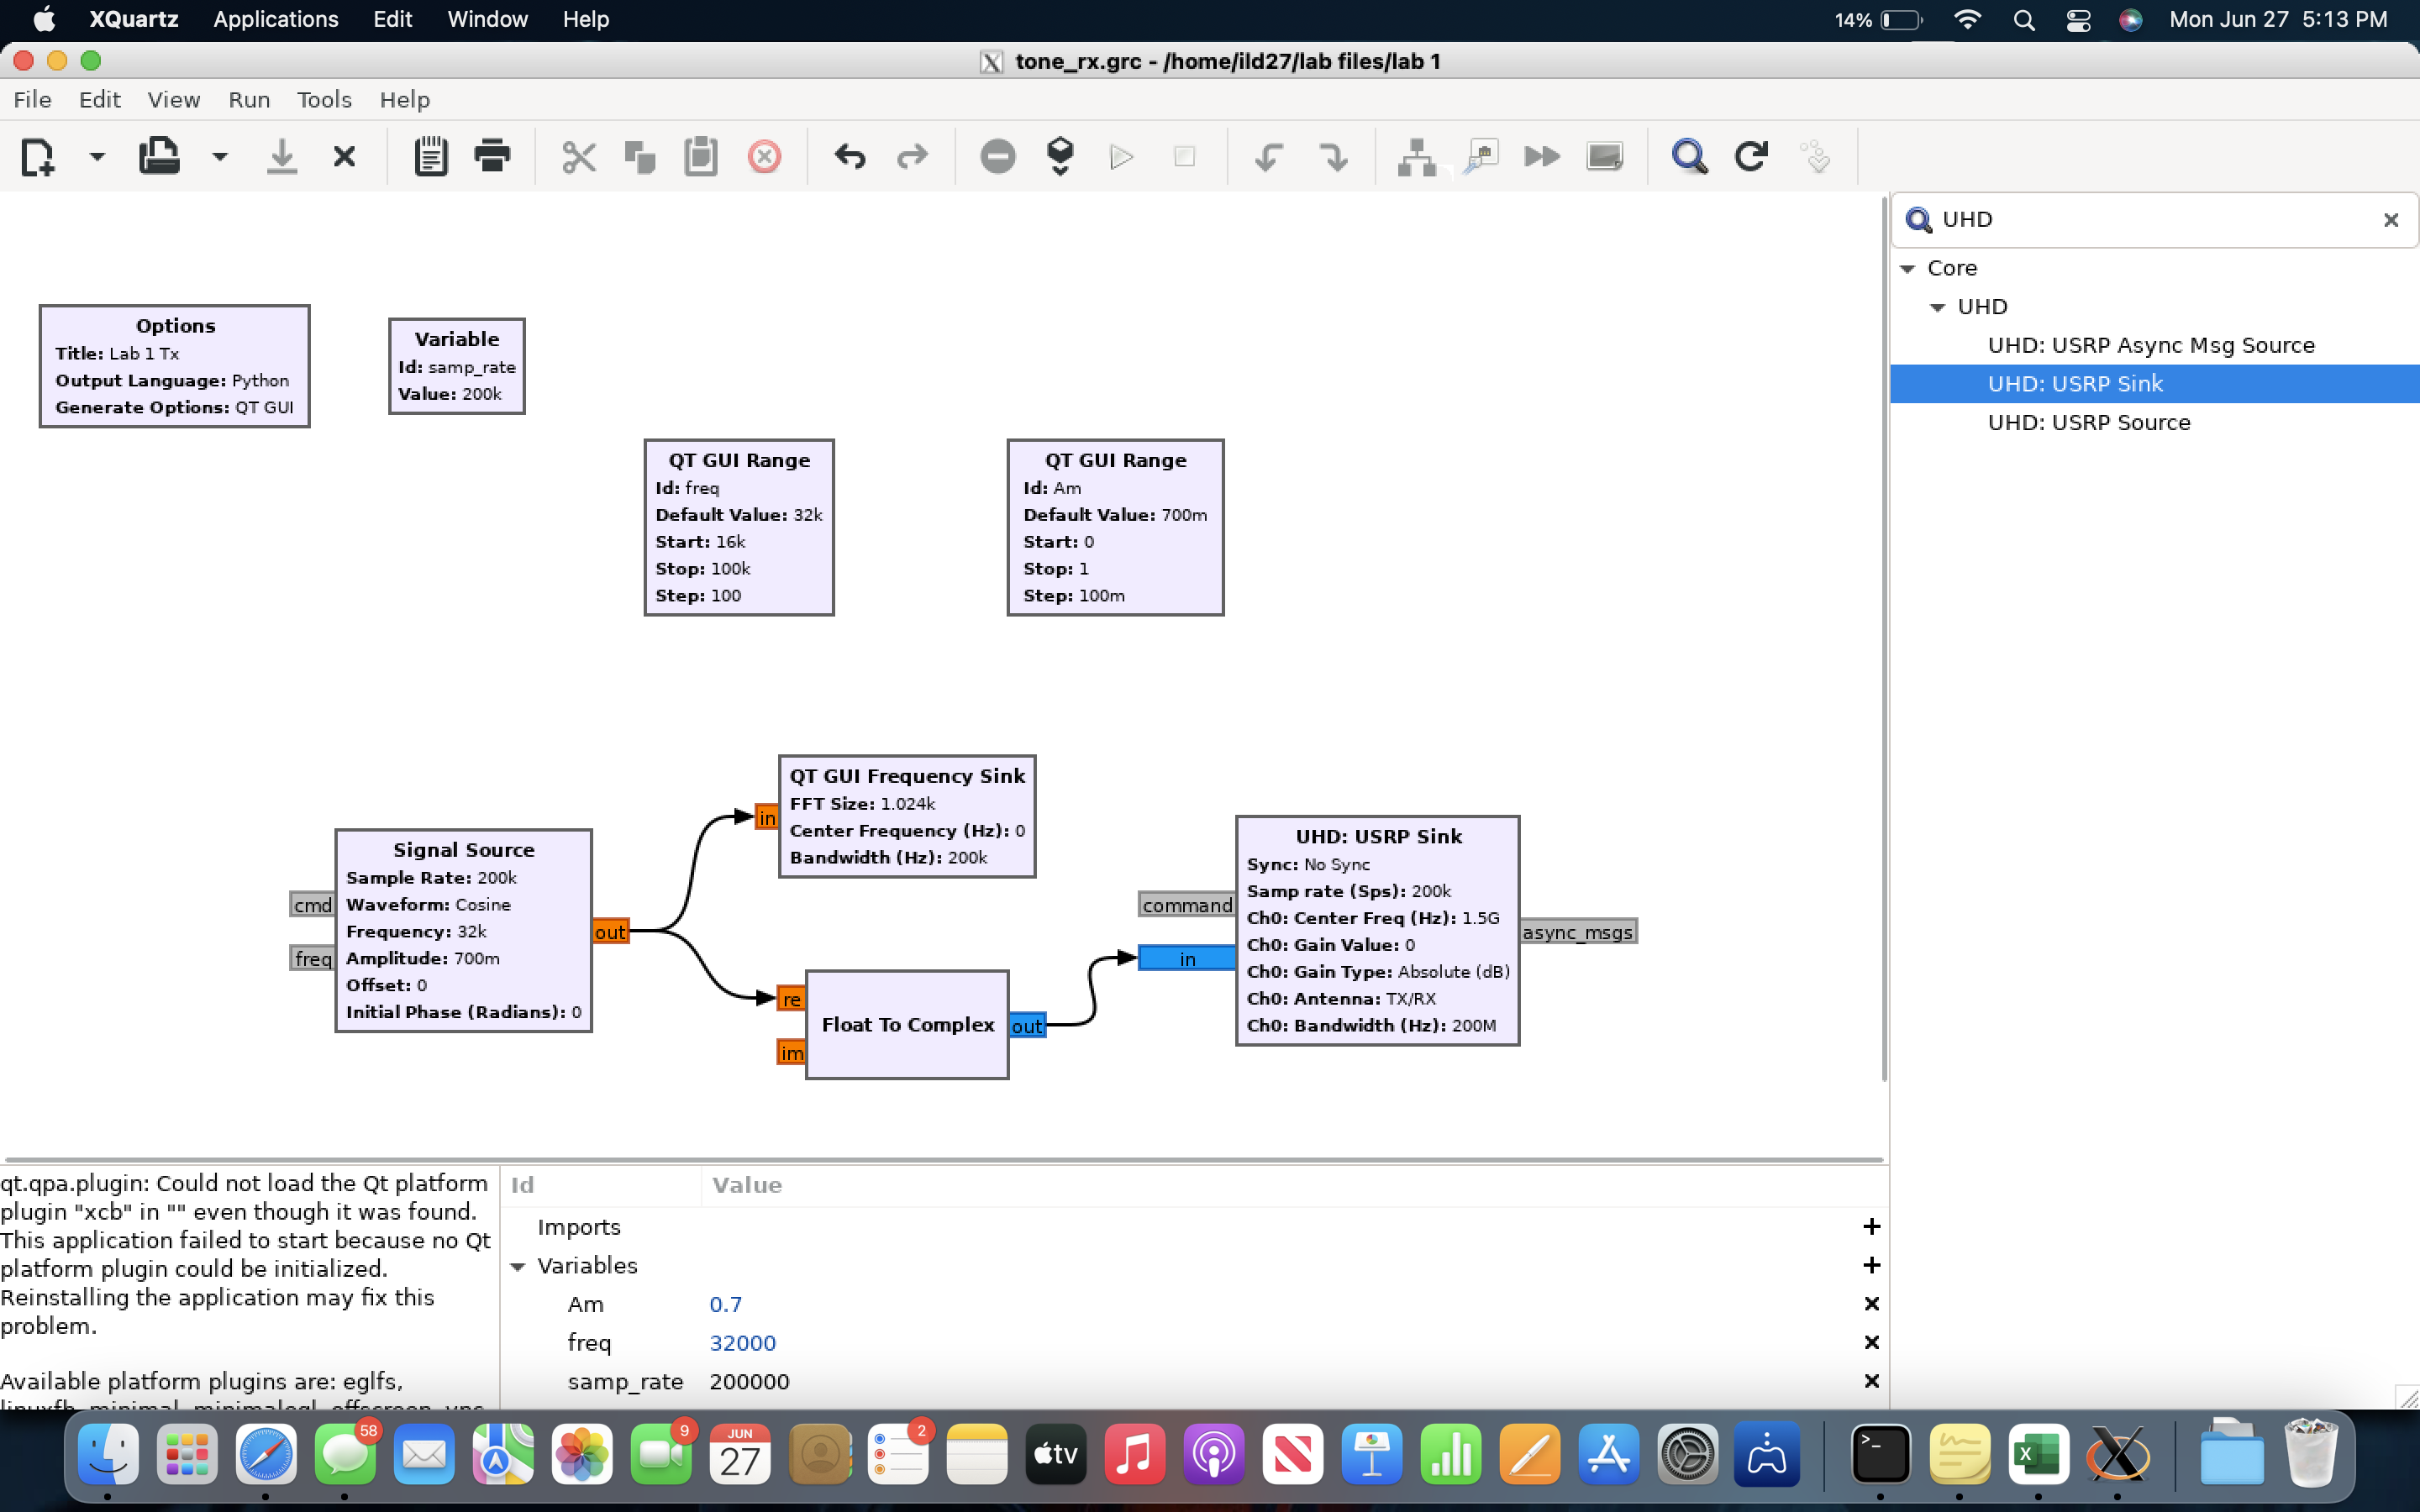 XQuartz Applications Edit Window Help
14% Mon Jun 27 5:13 PM
tone_rx.grc - /home/ild27/lab files/lab 1
File Edit View Run Tools Help
UHD
Core
UHD
UHD: USRP Async Msg Source
UHD: USRP Sink
UHD: USRP Source
Options
Title: Lab 1 Tx
Output Language: Python
Generate Options: QT GUI
Variable
Id: samp_rate
Value: 200k
QT GUI Range
Id: freq
Default Value: 32k
Start: 16k
Stop: 100k
Step: 100
QT GUI Range
Id: Am
Default Value: 700m
Start: 0
Stop: 1
Step: 100m
Signal Source
Sample Rate: 200k
Waveform: Cosine
Frequency: 32k
Amplitude: 700m
Offset: 0
Initial Phase (Radians): 0
cmd
freq
out
QT GUI Frequency Sink
FFT Size: 1.024k
Center Frequency (Hz): 0
Bandwidth (Hz): 200k
in
Float To Complex
re
im
out
UHD: USRP Sink
Sync: No Sync
Samp rate (Sps): 200k
Ch0: Center Freq (Hz): 1.5G
Ch0: Gain Value: 0
Ch0: Gain Type: Absolute (dB)
Ch0: Antenna: TX/RX
Ch0: Bandwidth (Hz): 200M
command
in
async_msgs
qt.qpa.plugin: Could not load the Qt platform
plugin "xcb" in "" even though it was found.
This application failed to start because no Qt
platform plugin could be initialized.
Reinstalling the application may fix this
problem.
Available platform plugins are: eglfs,
linuxfb, minimal, minimalegl, offscreen, vnc,
Id Value
Imports
Variables
Am 0.7
freq 32000
samp_rate 200000
58
9
JUN
27
2
tv